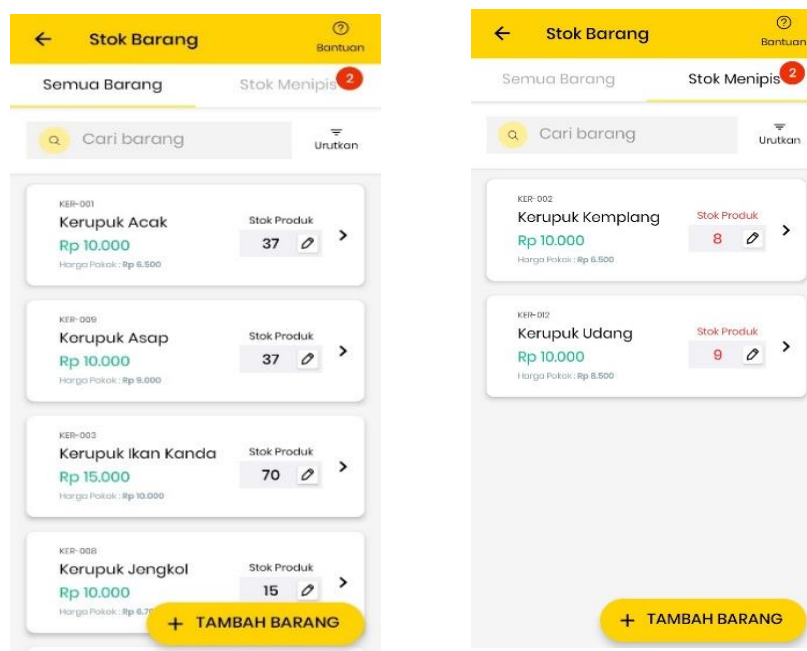 Stok Barang
Bantuan
Semua Barang
Stok Menipis
2
Cari barang
Urutkan
KER-001
Kerupuk Acak
Rp 10.000
Harga Pokok : Rp 6.500
Stok Produk
37
KER-009
Kerupuk Asap
Rp 10.000
Harga Pokok : Rp 9.000
Stok Produk
37
KER-003
Kerupuk Ikan Kanda
Rp 15.000
Harga Pokok : Rp 10.000
Stok Produk
70
KER-008
Kerupuk Jengkol
Rp 10.000
Harga Pokok :
Stok Produk
15
+ TAMBAH BARANG
Stok Barang
Bantuan
Semua Barang
Stok Menipis
2
Cari barang
Urutkan
KER-002
Kerupuk Kemplang
Rp 10.000
Harga Pokok : Rp 6.500
Stok Produk
8
KER-012
Kerupuk Udang
Rp 10.000
Harga Pokok : Rp 8.500
Stok Produk
9
+ TAMBAH BARANG